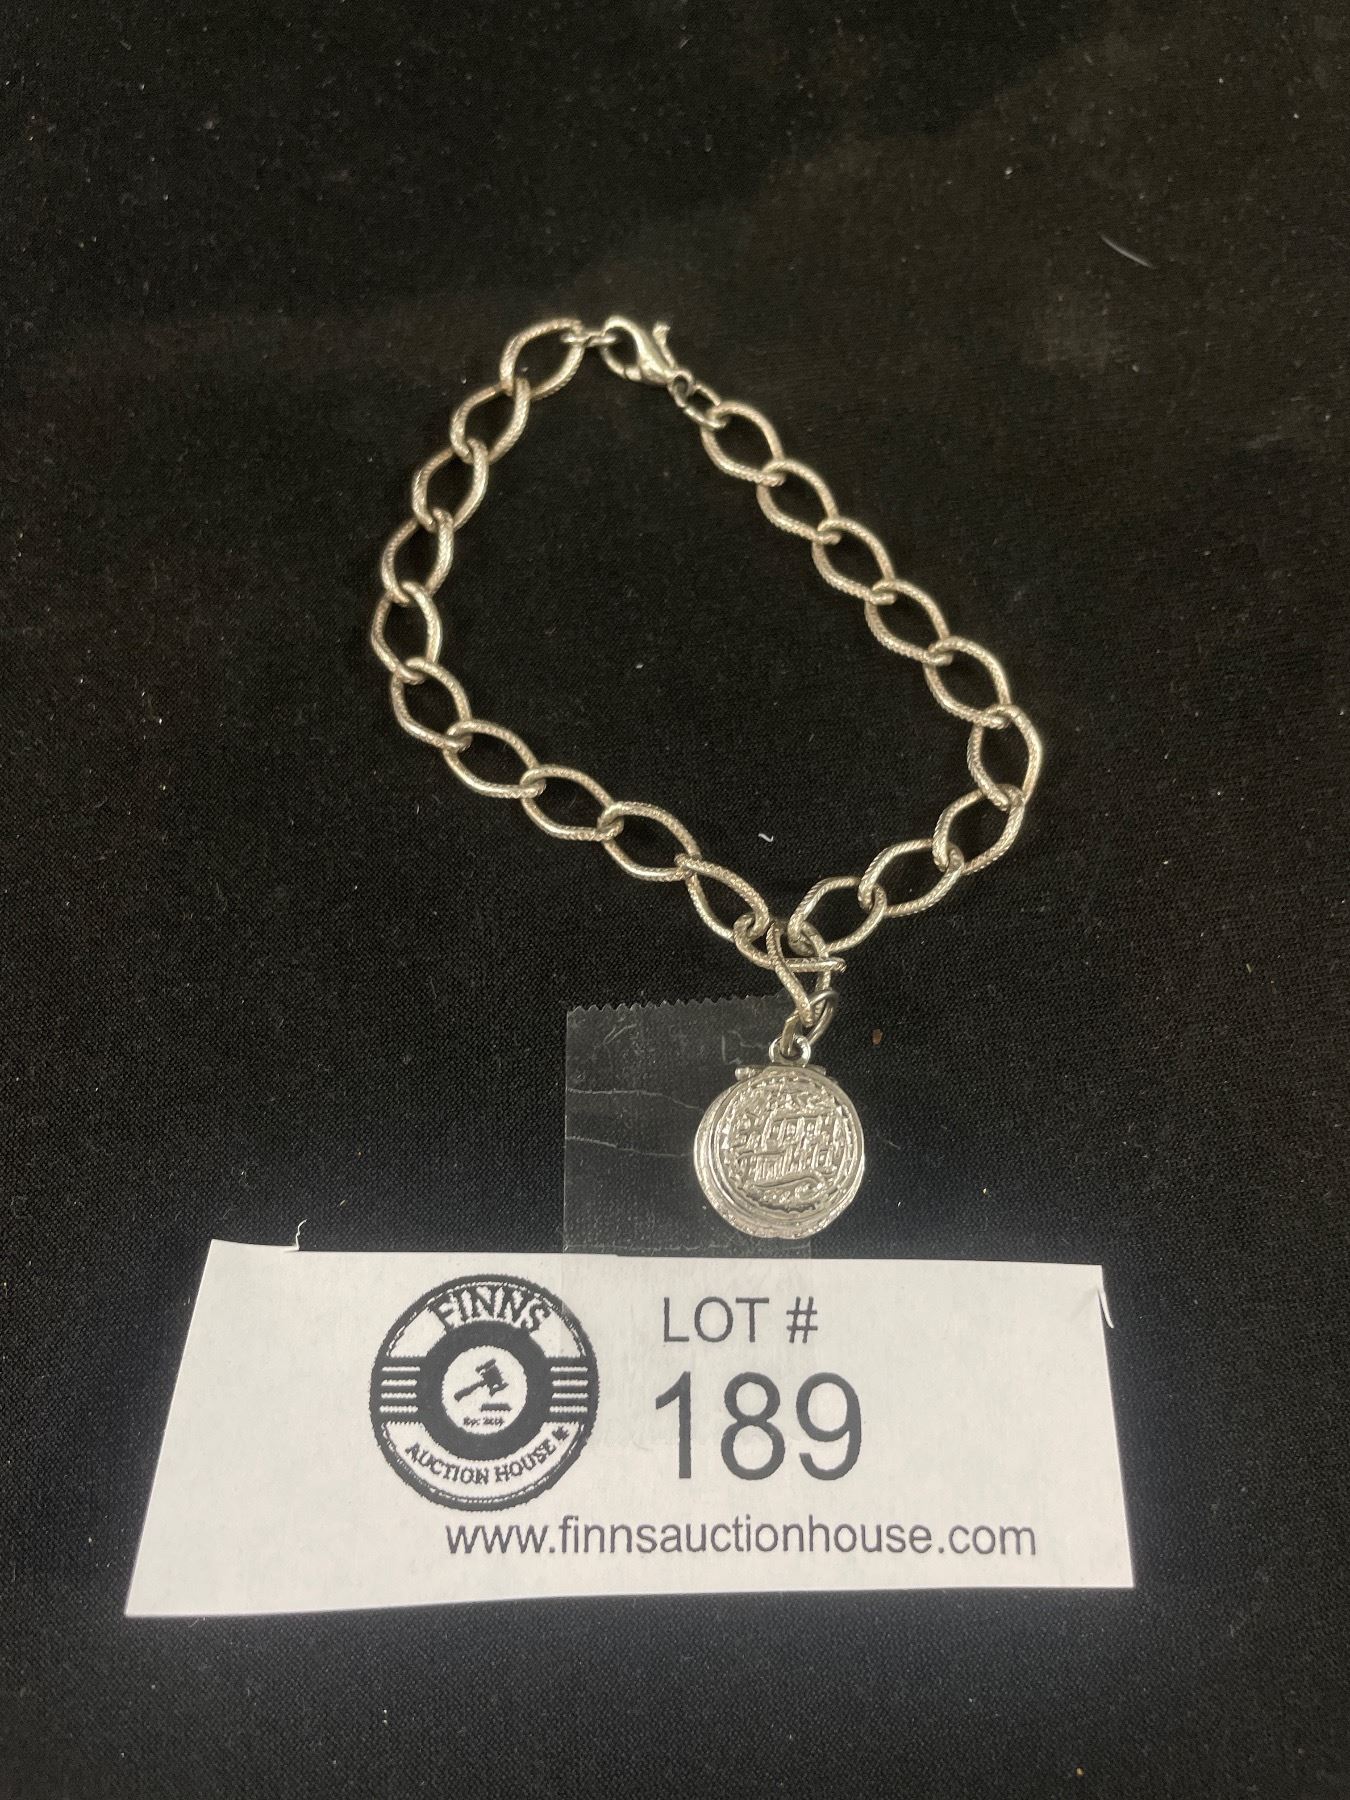 FINNS
AUCTION HOUSE
LOT #
189
www.finnsauctionhouse.com